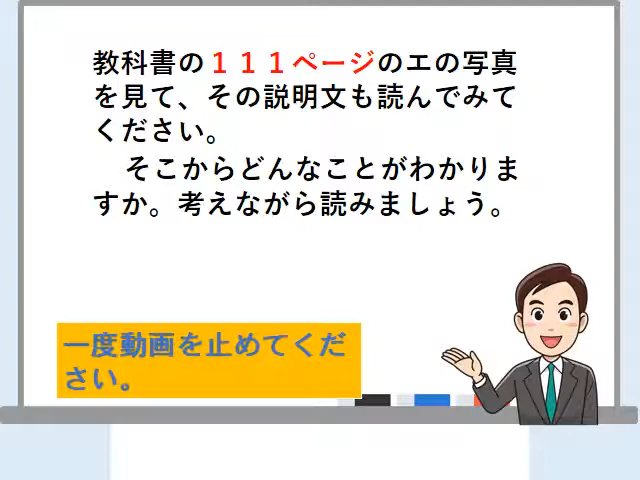 教科書の１１１ページのエの写真
を見て、その説明文も読んでみて
ください。
そこからどんなことがわかりま
すか。考えながら読みましょう。
一度動画を止めてくだ
さい。